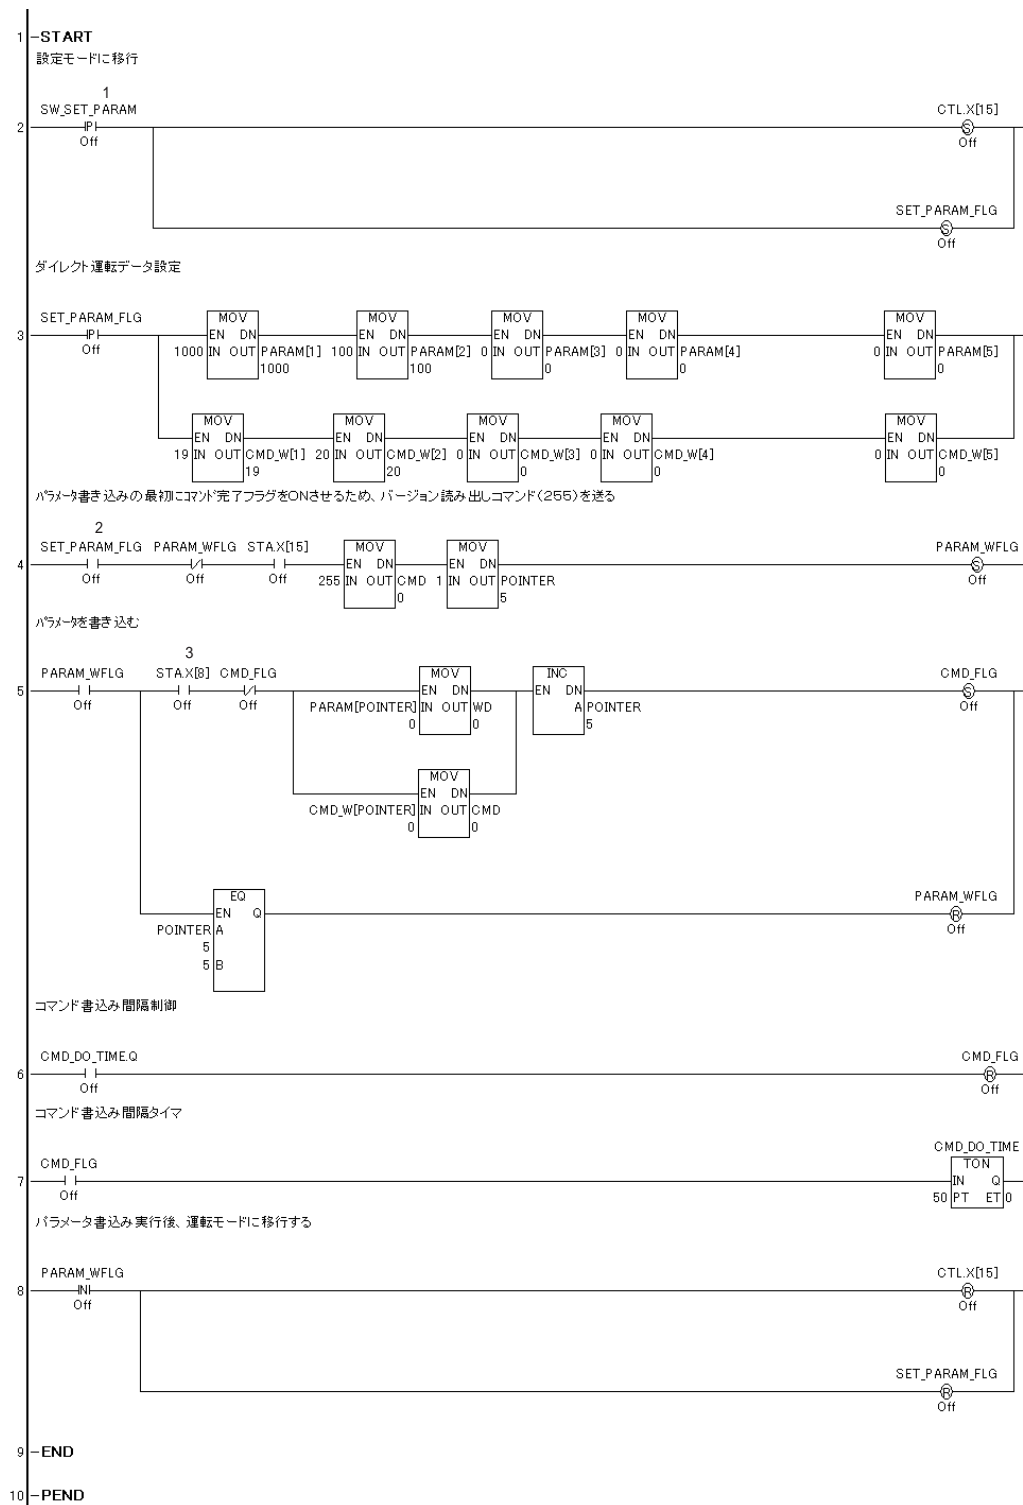 1 START
設定モードに移行
1
SW_SET_PARAM CTL.X[15]
2 P S
Off Off
SET_PARAM_FLG
S
Off
ダイレクト運転データ設定
SET_PARAM_FLG MOV MOV MOV MOV MOV
3 P EN DN EN DN EN DN EN DN EN DN
Off 1000 IN OUT PARAM[1] 100 IN OUT PARAM[2] 0 IN OUT PARAM[3] 0 IN OUT PARAM[4] 0 IN OUT PARAM[5]
1000 100 0 0 0
MOV MOV MOV MOV MOV
EN DN EN DN EN DN EN DN EN DN
19 IN OUT CMD_W[1] 20 IN OUT CMD_W[2] 0 IN OUT CMD_W[3] 0 IN OUT CMD_W[4] 0 IN OUT CMD_W[5]
19 20 0 0 0
パラメータ書き込みの最初にコマンド完了フラグをONさせるため、バージョン読み出しコマンド(255)を送る
2
SET_PARAM_FLG PARAM_WFLG STA.X[15] MOV MOV PARAM_WFLG
4 EN DN EN DN S
Off Off Off 255 IN OUT CMD 1 IN OUT POINTER Off
0 5
パラメータを書き込む
3
PARAM_WFLG STA.X[8] CMD_FLG MOV INC CMD_FLG
5 EN DN EN DN S
Off Off Off PARAM[POINTER] IN OUT WD A POINTER Off
0 0 5
MOV
EN DN
CMD_W[POINTER] IN OUT CMD
0 0
EQ PARAM_WFLG
EN Q R
POINTER A Off
5
5 B
コマンド書込み間隔制御
CMD_DO_TIME.Q CMD_FLG
6 R
Off Off
コマンド書込み間隔タイマ
CMD_FLG CMD_DO_TIME
TON
7 IN Q
Off 50 PT ET 0
パラメータ書込み実行後、運転モードに移行する
PARAM_WFLG CTL.X[15]
8 N R
Off Off
SET_PARAM_FLG
R
Off
9 END
10 PEND